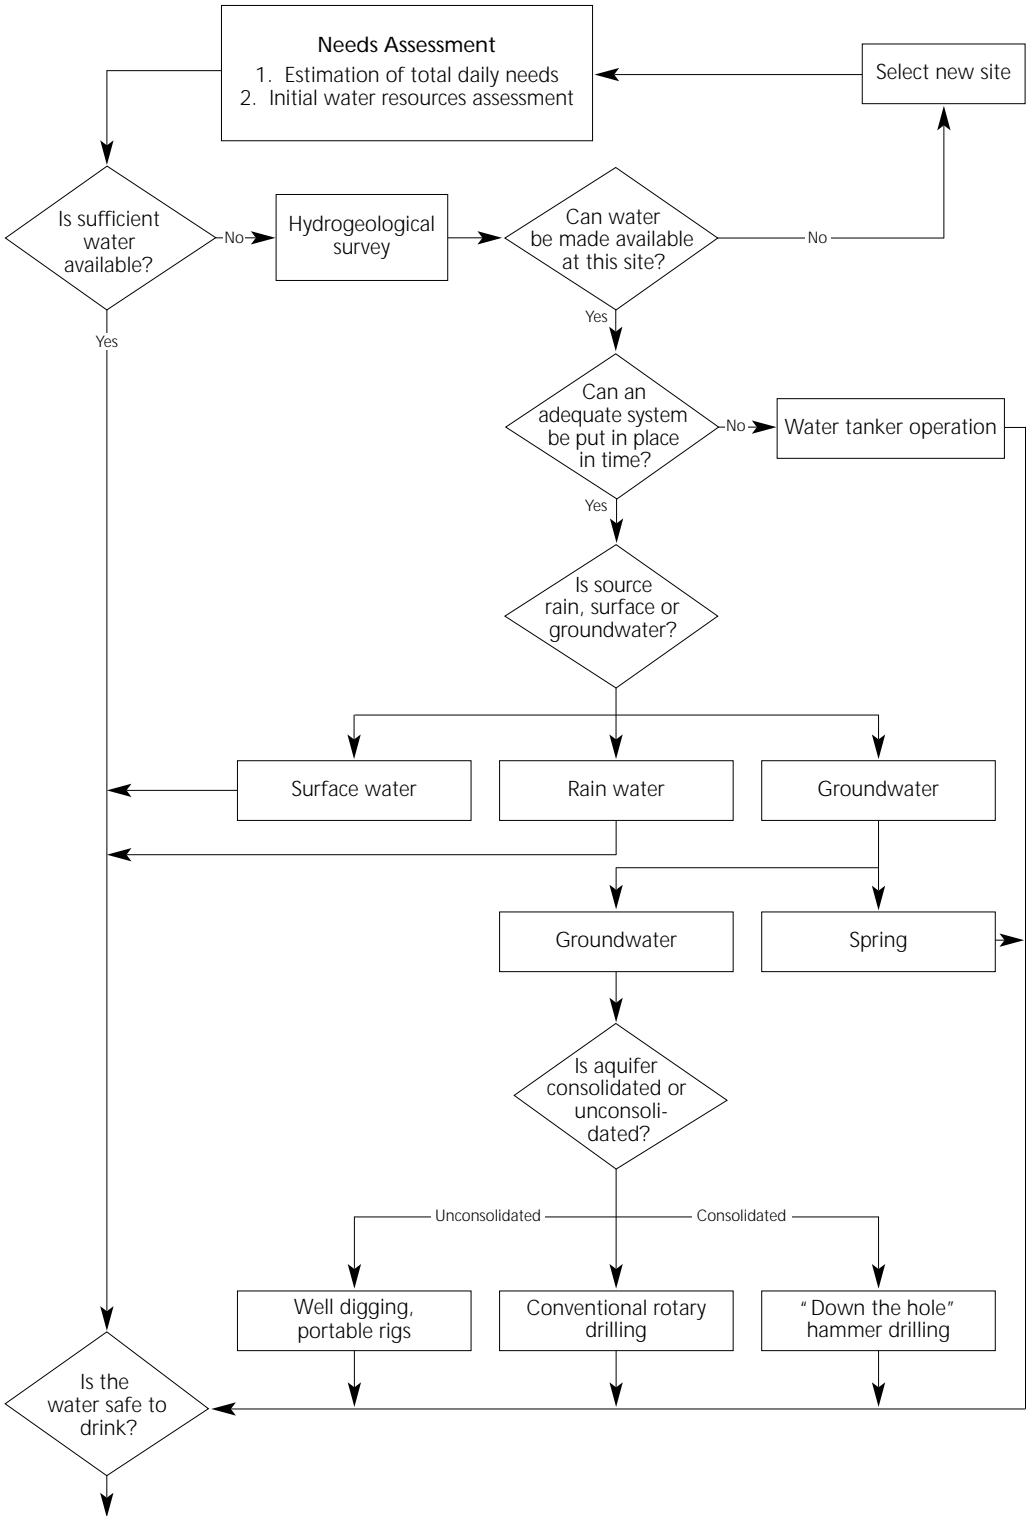 Needs Assessment
1. Estimation of total daily needs
2. Initial water resources assessment
Select new site
Is sufficient
water
available?
No
Hydrogeological
survey
Can water
be made available
at this site?
No
Yes
Yes
Can an
adequate system
be put in place
in time?
No
Water tanker operation
Yes
Is source
rain, surface or
groundwater?
Surface water
Rain water
Groundwater
Groundwater
Spring
Is aquifer
consolidated or
unconsoli-
dated?
Unconsolidated
Consolidated
Well digging,
portable rigs
Conventional rotary
drilling
“Down the hole”
hammer drilling
Is the
water safe to
drink?